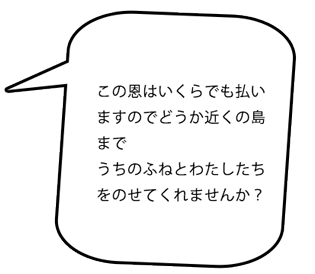 この恩はいくらでも払い
ますのでどうか近くの島
まで
うちのふねとわたしたち
をのせてくれませんか？